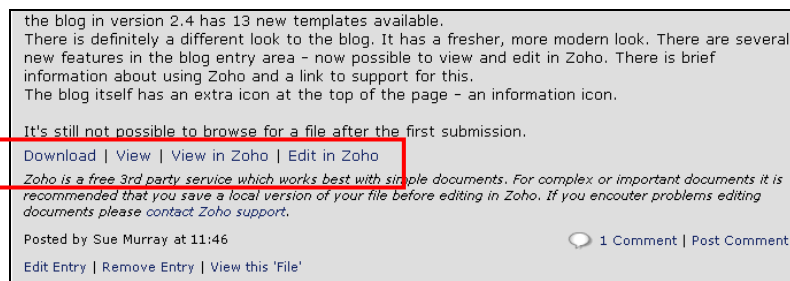 the blog in version 2.4 has 13 new templates available.
There is definitely a different look to the blog. It has a fresher, more modern look. There are several
new features in the blog entry area - now possible to view and edit in Zoho. There is brief
information about using Zoho and a link to support for this.
The blog itself has an extra icon at the top of the page - an information icon.
It's still not possible to browse for a file after the first submission.
Download | View | View in Zoho | Edit in Zoho
Zoho is a free 3rd party service which works best with simple documents. For complex or important documents it is
recommended that you save a local version of your file before editing in Zoho. If you encouter problems editing
documents please contact Zoho support.
Posted by Sue Murray at 11:46 1 Comment | Post Comment
Edit Entry | Remove Entry | View this 'File'